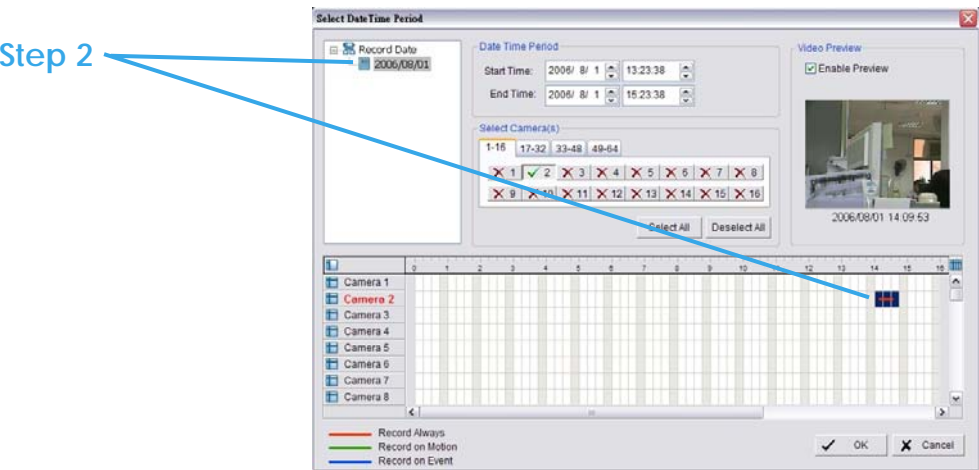 Select DateTime Period
Step 2
Record Date
2006/08/01
Date Time Period
Start Time: 2006/ 8/ 1 13:23:38
End Time: 2006/ 8/ 1 15:23:38
Select Camera(s)
1-16 17-32 33-48 49-64
1 2 3 4 5 6 7 8
9 10 11 12 13 14 15 16
Select All Deselect All
Video Preview
Enable Preview
2006/08/01 14:09:53
0 1 2 3 4 5 6 7 8 9 10 11 12 13 14 15 16
Camera 1
Camera 2
Camera 3
Camera 4
Camera 5
Camera 6
Camera 7
Camera 8
Record Always
Record on Motion
Record on Event
OK Cancel